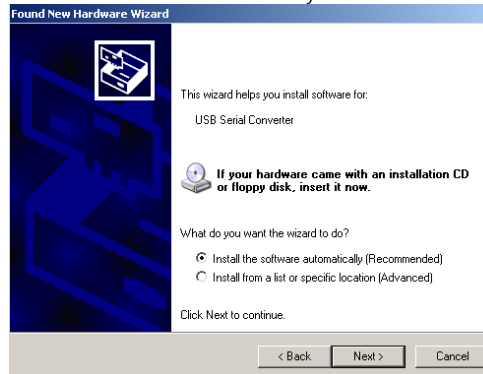 Found New Hardware Wizard
This wizard helps you install software for:
USB Serial Converter
If your hardware came with an installation CD
or floppy disk, insert it now.
What do you want the wizard to do?
Install the software automatically (Recommended)
Install from a list or specific location (Advanced)
Click Next to continue.
< Back
Next >
Cancel